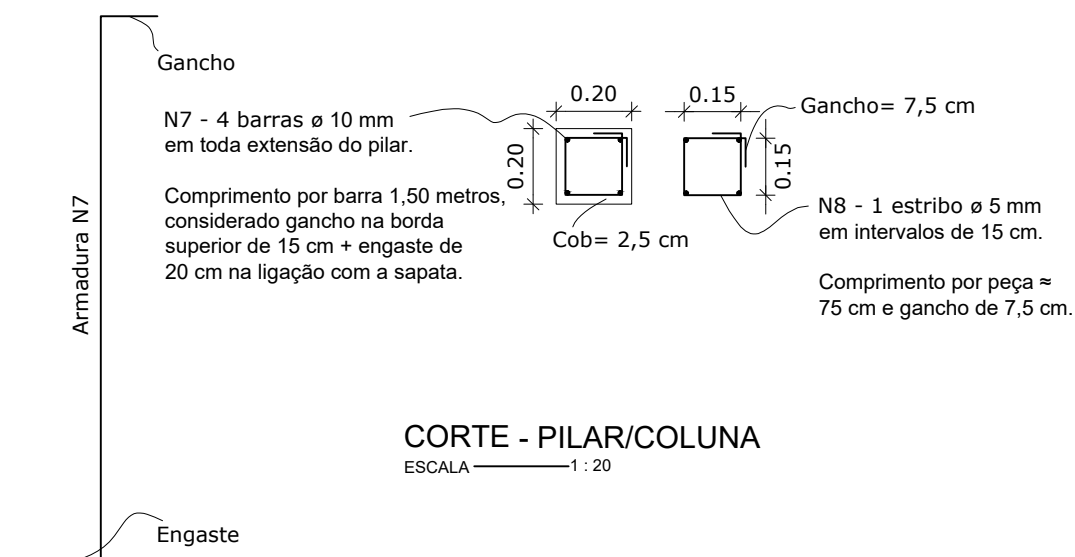 Gancho
Armadura N7
N7 - 4 barras ø 10 mm
em toda extensão do pilar.
Comprimento por barra 1,50 metros,
considerado gancho na borda
superior de 15 cm + engaste de
20 cm na ligação com a sapata.
0.20
0.20
Cob= 2,5 cm
0.15
0.15
Gancho= 7,5 cm
N8 - 1 estribo ø 5 mm
em intervalos de 15 cm.
Comprimento por peça ≈
75 cm e gancho de 7,5 cm.
CORTE - PILAR/COLUNA
ESCALA 1 : 20
Engaste